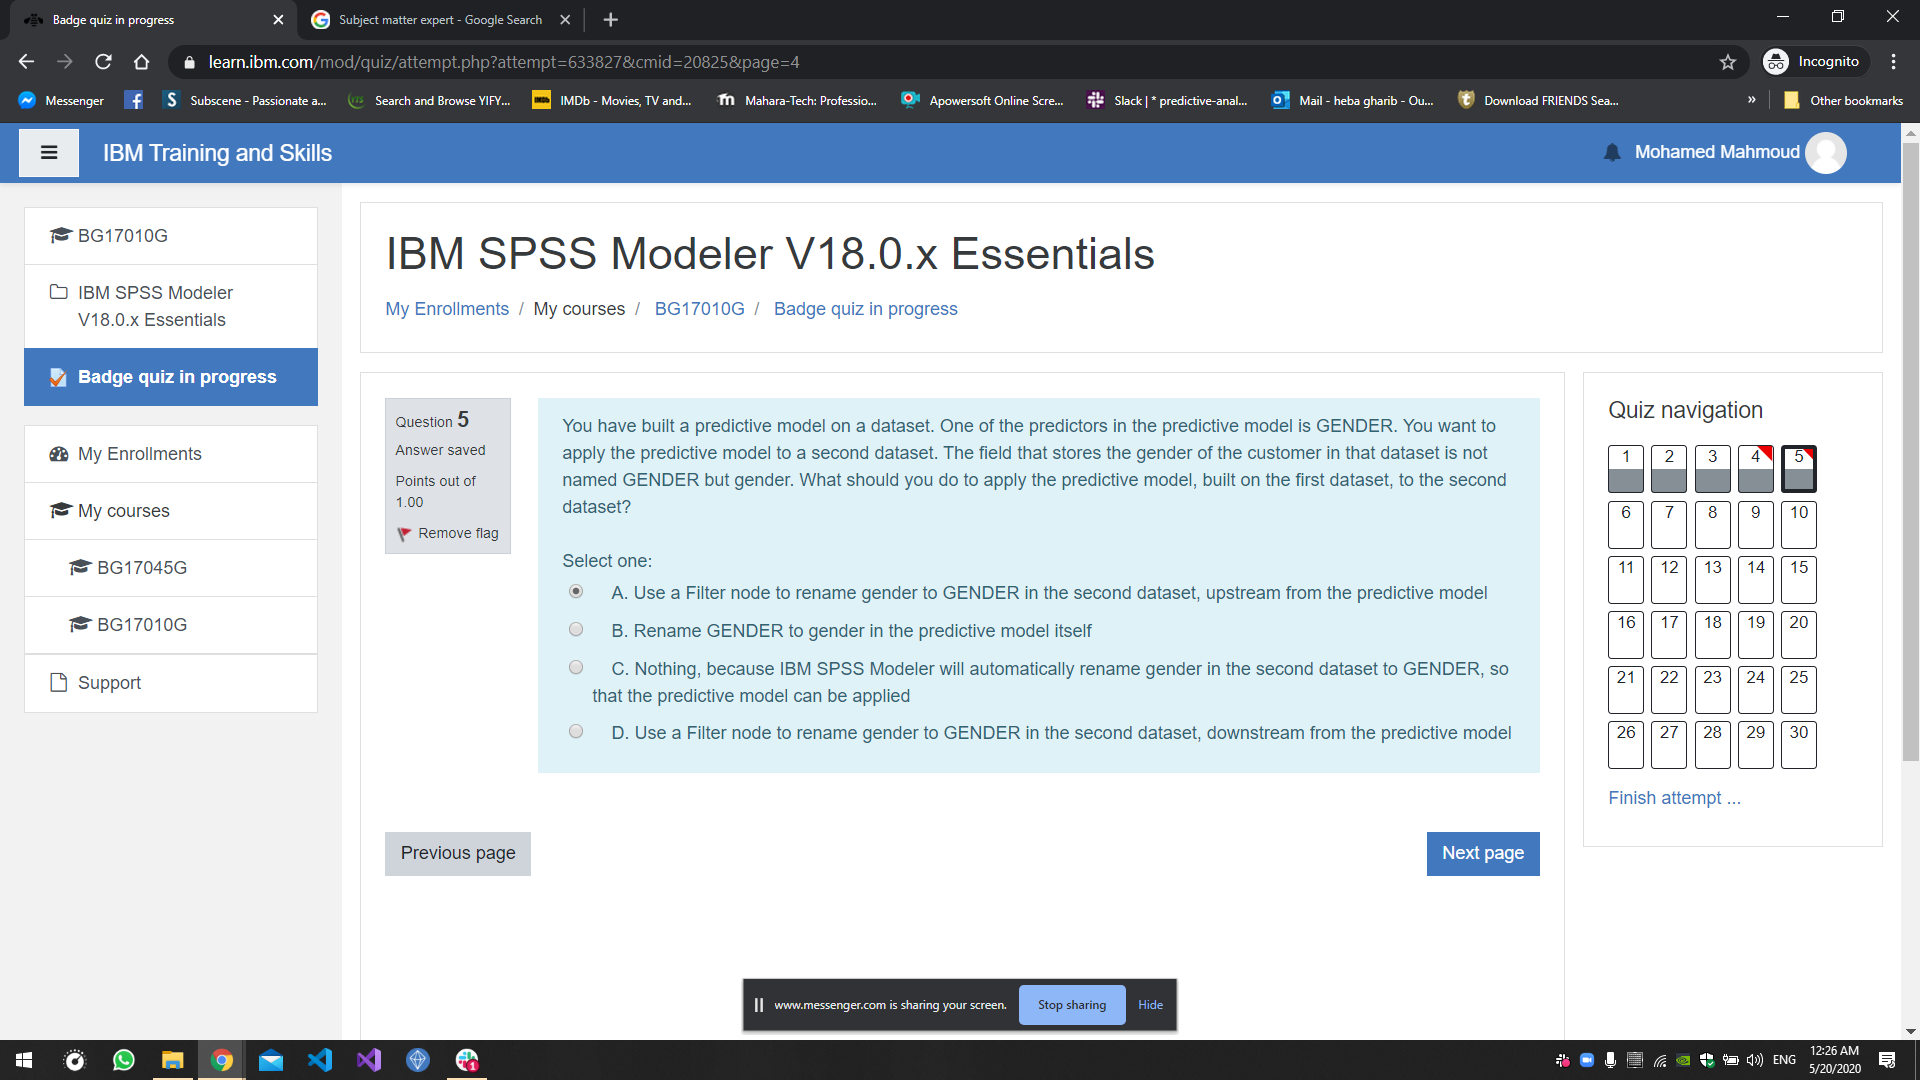 Badge quiz in progress
Subject matter expert - Google Search
learn.ibm.com/mod/quiz/attempt.php?attempt=633827&cmid=20825&page=4
Incognito
Messenger
Subscene - Passionate a...
Search and Browse YIFY...
IMDb - Movies, TV and...
Mahara-Tech: Professio...
Apowersoft Online Scre...
Slack | * predictive-anal...
Mail - heba gharib - Ou...
Download FRIENDS Sea...
»
Other bookmarks
IBM Training and Skills
Mohamed Mahmoud
BG17010G
IBM SPSS Modeler
V18.0.x Essentials
Badge quiz in progress
My Enrollments
My courses
BG17045G
BG17010G
Support
IBM SPSS Modeler V18.0.x Essentials
My Enrollments / My courses / BG17010G / Badge quiz in progress
Question 5
Answer saved
Points out of
1.00
Remove flag
You have built a predictive model on a dataset. One of the predictors in the predictive model is GENDER. You want to
apply the predictive model to a second dataset. The field that stores the gender of the customer in that dataset is not
named GENDER but gender. What should you do to apply the predictive model, built on the first dataset, to the second
dataset?
Select one:
A. Use a Filter node to rename gender to GENDER in the second dataset, upstream from the predictive model
B. Rename GENDER to gender in the predictive model itself
C. Nothing, because IBM SPSS Modeler will automatically rename gender in the second dataset to GENDER, so
that the predictive model can be applied
D. Use a Filter node to rename gender to GENDER in the second dataset, downstream from the predictive model
Previous page
Next page
Quiz navigation
1 2 3 4 5
6 7 8 9 10
11 12 13 14 15
16 17 18 19 20
21 22 23 24 25
26 27 28 29 30
Finish attempt ...
www.messenger.com is sharing your screen.
Stop sharing
Hide
ENG
12:26 AM
5/20/2020